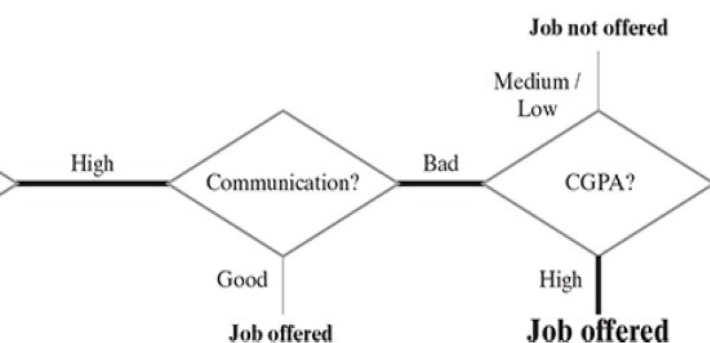 Job not offered
Medium /
Low
High
Communication?
Bad
CGPA?
Good
High
Job offered
Job offered